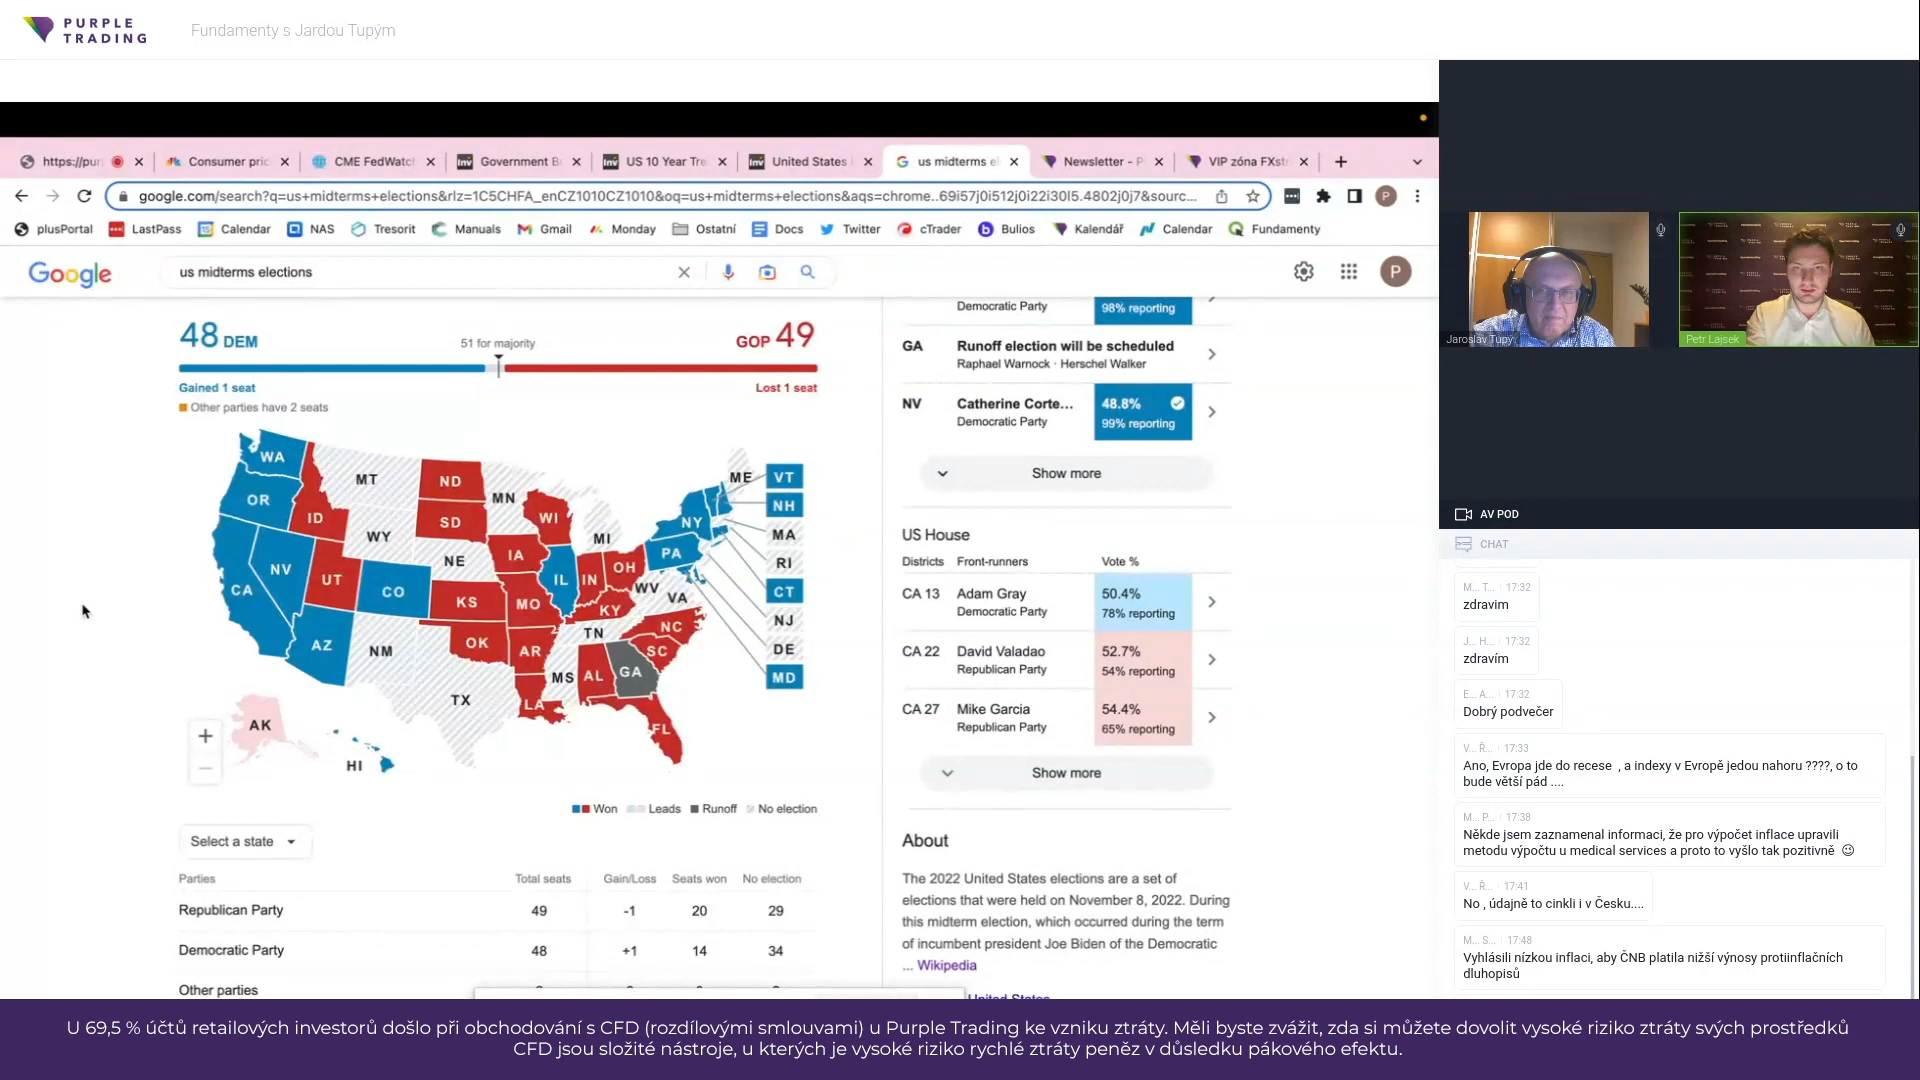 PURPLE
TRADING
Fundamenty s Jardou Tupým
https://pur
Consumer pric
CME FedWatch
Government B
US 10 Year Tre
United States
us midterms el
Newsletter - P
VIP zóna FXst
google.com/search?q=us+midterms+elections&rlz=1C5CHFA_enCZ1010CZ1010&oq=us+midterms+elections&aqs=chrome..69i57j0i512j0i22i30l5.4802j0j7&sourc...
P
plusPortal
LastPass
Calendar
NAS
Tresorit
Manuals
Gmail
Monday
Ostatní
Docs
Twitter
cTrader
Bulios
Kalendář
Calendar
Fundamenty
Google
us midterms elections
P
48 DEM
51 for majority
GOP 49
Gained 1 seat
Lost 1 seat
Other parties have 2 seats
WA
OR
CA
NV
ID
UT
AZ
MT
WY
CO
NM
ND
SD
NE
KS
OK
TX
MN
IA
MO
AR
LA
WI
IL
MS
MI
IN
KY
TN
AL
OH
WV
VA
NC
SC
GA
FL
PA
NY
ME
VT
NH
MA
RI
CT
NJ
DE
MD
AK
HI
+
−
Won
Leads
Runoff
No election
Select a state
Parties Total seats Gain/Loss Seats won No election
Republican Party 49 -1 20 29
Democratic Party 48 +1 14 34
Other parties
Democratic Party
98% reporting
GA Runoff election will be scheduled
Raphael Warnock · Herschel Walker
NV Catherine Corte... 48.8%
Democratic Party 99% reporting
Show more
US House
Districts Front-runners Vote %
CA 13 Adam Gray 50.4%
Democratic Party 78% reporting
CA 22 David Valadao 52.7%
Republican Party 54% reporting
CA 27 Mike Garcia 54.4%
Republican Party 65% reporting
Show more
About
The 2022 United States elections are a set of
elections that were held on November 8, 2022. During
this midterm election, which occurred during the term
of incumbent president Joe Biden of the Democratic
... Wikipedia
United States
Jaroslav Tupý
Petr Lajsek
AV POD
CHAT
M... T... 17:32
zdravim
J... H... 17:32
zdravím
E... A... 17:32
Dobrý podvečer
V... Ř... 17:33
Ano, Evropa jde do recese , a indexy v Evropě jedou nahoru ????, o to
bude větší pád ....
M... P... 17:38
Někde jsem zaznamenal informaci, že pro výpočet inflace upravili
metodu výpočtu u medical services a proto to vyšlo tak pozitivně
V... Ř... 17:41
No , údajně to cinkli i v Česku....
M... S... 17:48
Vyhlásili nízkou inflaci, aby ČNB platila nižší výnosy protiinflačních
dluhopisů
U 69,5 % účtů retailových investorů došlo při obchodování s CFD (rozdílovými smlouvami) u Purple Trading ke vzniku ztráty. Měli byste zvážit, zda si můžete dovolit vysoké riziko ztráty svých prostředků
CFD jsou složité nástroje, u kterých je vysoké riziko rychlé ztráty peněz v důsledku pákového efektu.